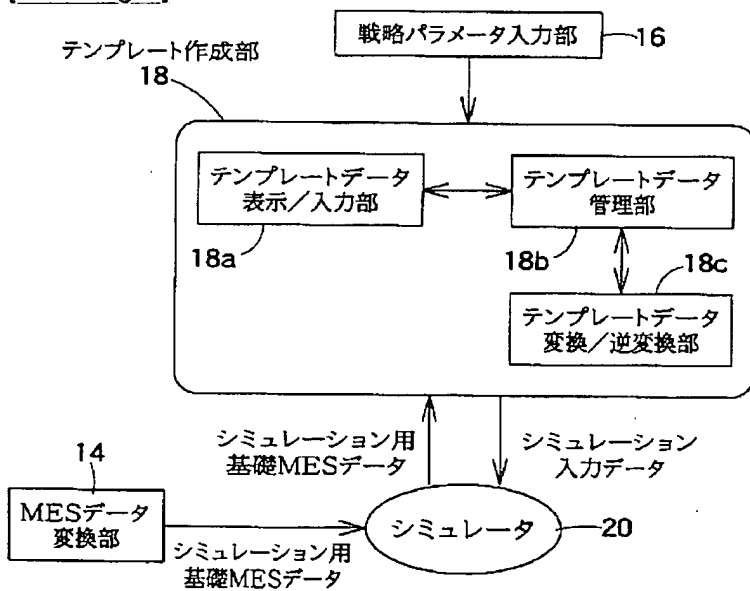 戦略パラメータ入力部
16
テンプレート作成部
18
テンプレートデータ
表示／入力部
18a
テンプレートデータ
管理部
18b
18c
テンプレートデータ
変換／逆変換部
シミュレーション用
基礎MESデータ
シミュレーション
入力データ
14
MESデータ
変換部
シミュレーション用
基礎MESデータ
シミュレータ
20